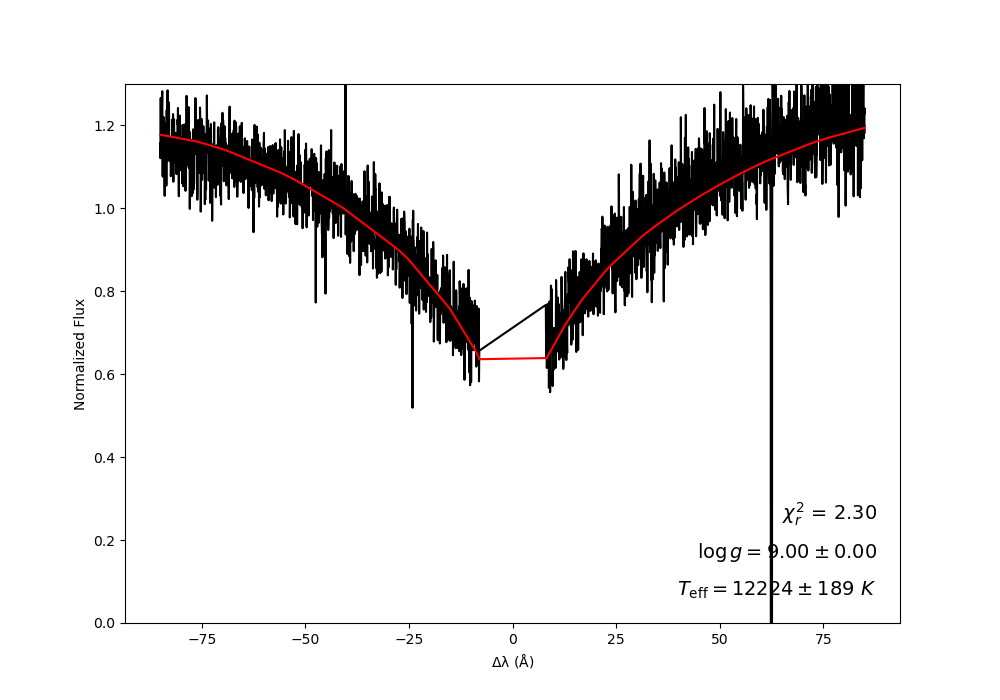 1.2
1.0
0.8
0.6
0.4
0.2
0.0
Normalized Flux
χ²ᵣ = 2.30
log g = 9.00 ± 0.00
T_eff = 12224 ± 189 K
−75 −50 −25 0 25 50 75
Δλ (Å)